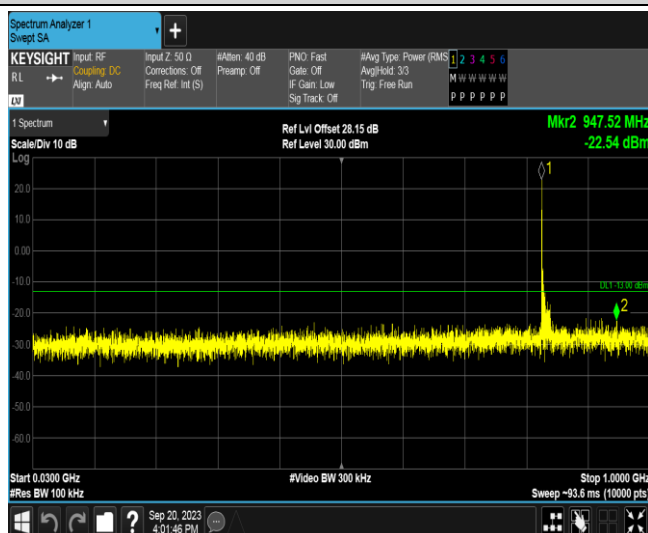 Spectrum Analyzer 1
Swept SA
+
KEYSIGHT
RL
LXI
Input: RF
Coupling: DC
Align: Auto
Input Z: 50 Ω
Corrections: Off
Freq Ref: Int (S)
#Atten: 40 dB
Preamp: Off
PNO: Fast
Gate: Off
IF Gain: Low
Sig Track: Off
#Avg Type: Power (RMS
Avg|Hold: 3/3
Trig: Free Run
1 2 3 4 5 6
M W W W W W
P P P P P P
1 Spectrum
Scale/Div 10 dB
Log
Ref Lvl Offset 28.15 dB
Ref Level 30.00 dBm
Mkr2 947.52 MHz
-22.54 dBm
1
20.0
10.0
0.00
-10.0
DL1 -13.00 dBm
2
-20.0
-30.0
-40.0
-50.0
-60.0
Start 0.0300 GHz
#Res BW 100 kHz
#Video BW 300 kHz
Stop 1.0000 GHz
Sweep ~93.6 ms (10000 pts)
?
Sep 20, 2023
4:01:46 PM